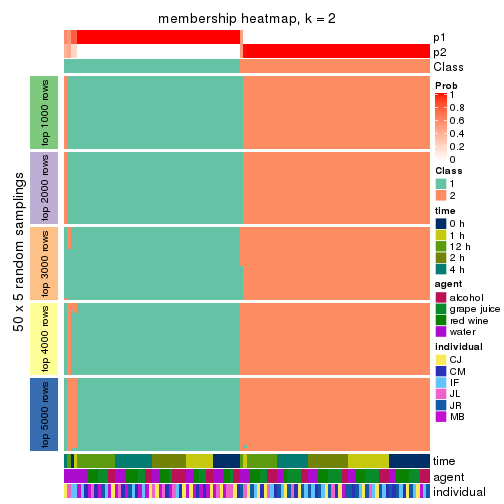 membership heatmap, k = 2
p1
p2
Class
50 x 5 random samplings
top 1000 rows
top 2000 rows
top 3000 rows
top 4000 rows
top 5000 rows
time
agent
individual
Prob
1
0.8
0.6
0.4
0.2
0
Class
1
2
time
0 h
1 h
12 h
2 h
4 h
agent
alcohol
grape juice
red wine
water
individual
CJ
CM
IF
JL
JR
MB